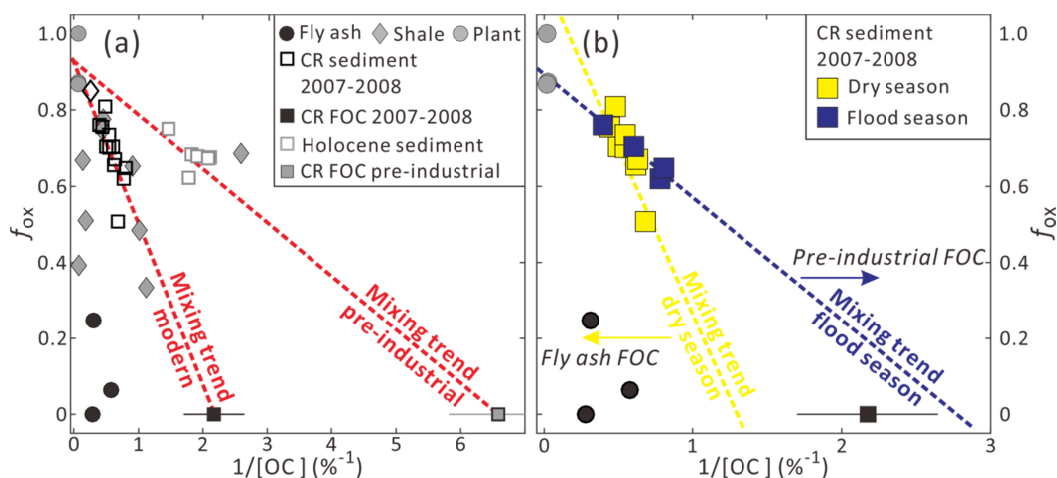 (a)
Fly ash Shale Plant
CR sediment
2007-2008
CR FOC 2007-2008
Holocene sediment
CR FOC pre-industrial
1.0
0.8
0.6
0.4
0.2
0
fox
Mixing trend
modern
Mixing trend
pre-industrial
0 1 2 3 4 5 6
1/[OC] (%-1)
(b)
CR sediment
2007-2008
Dry season
Flood season
Pre-industrial FOC
Fly ash FOC
Mixing trend
dry season
Mixing trend
flood season
1.0
0.8
0.6
0.4
0.2
0
fox
0 1 2 3
1/[OC] (%-1)